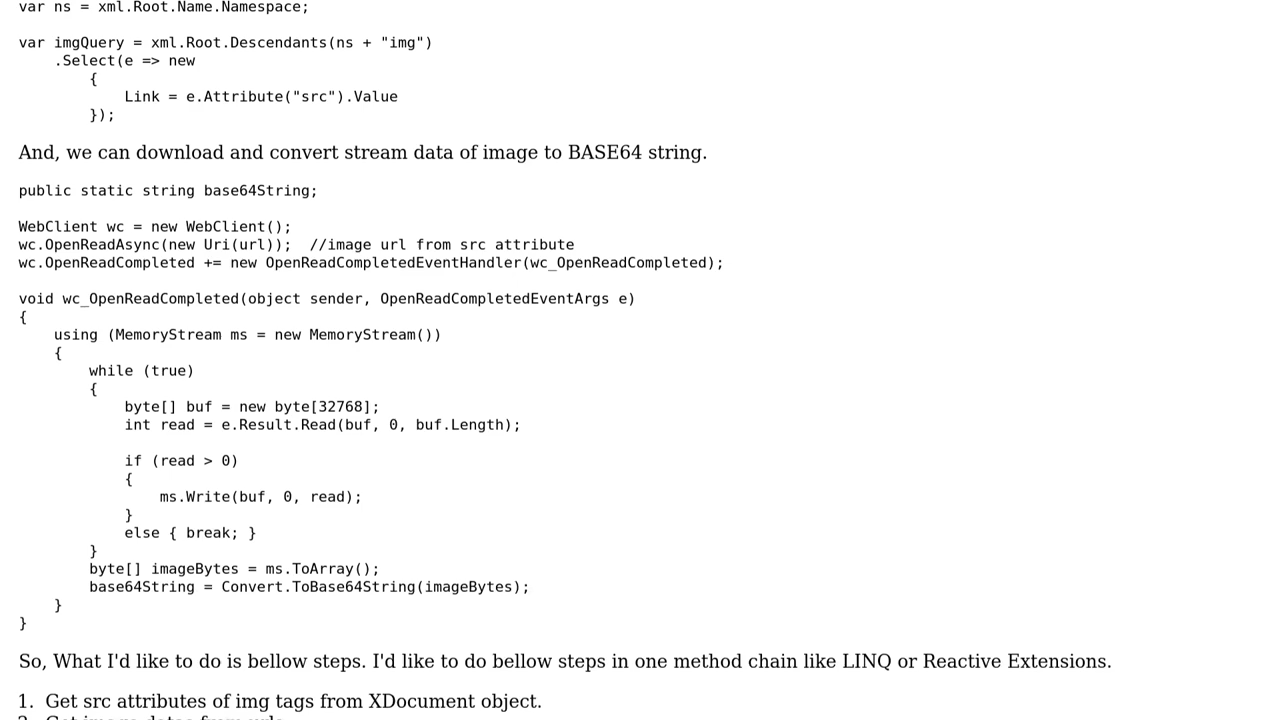 var ns = xml.Root.Name.Namespace;
var imgQuery = xml.Root.Descendants(ns + "img")
.Select(e => new
{
Link = e.Attribute("src").Value
});
And, we can download and convert stream data of image to BASE64 string.
public static string base64String;
WebClient wc = new WebClient();
wc.OpenReadAsync(new Uri(url));  //image url from src attribute
wc.OpenReadCompleted += new OpenReadCompletedEventHandler(wc_OpenReadCompleted);
void wc_OpenReadCompleted(object sender, OpenReadCompletedEventArgs e)
{
using (MemoryStream ms = new MemoryStream())
{
while (true)
{
byte[] buf = new byte[32768];
int read = e.Result.Read(buf, 0, buf.Length);
if (read > 0)
{
ms.Write(buf, 0, read);
}
else { break; }
}
byte[] imageBytes = ms.ToArray();
base64String = Convert.ToBase64String(imageBytes);
}
}
So, What I'd like to do is bellow steps. I'd like to do bellow steps in one method chain like LINQ or Reactive Extensions.
1. Get src attributes of img tags from XDocument object.